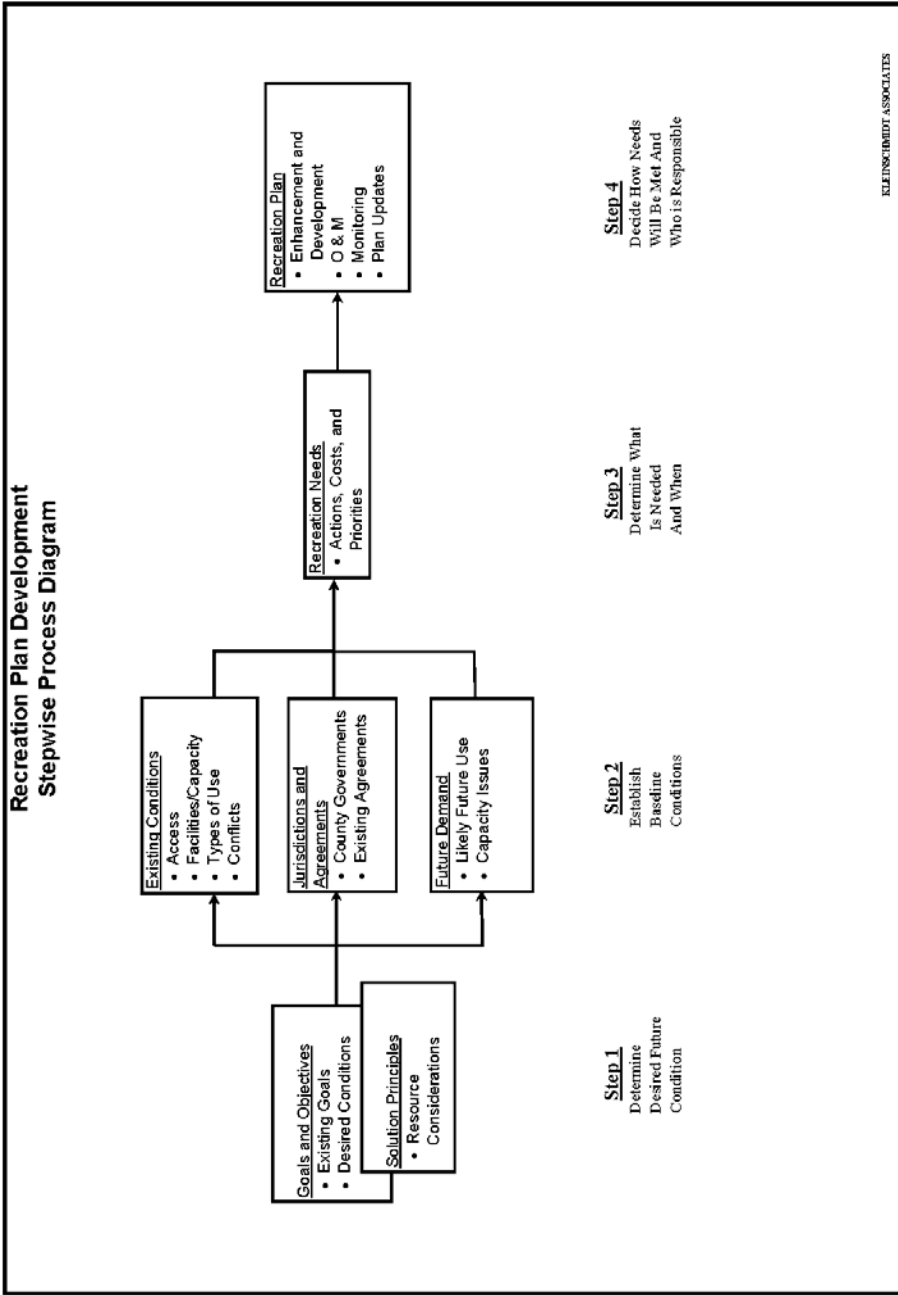 Recreation Plan Development
Stepwise Process Diagram
Goals and Objectives
• Existing Goals
• Desired Conditions
Solution Principles
• Resource
Considerations
Existing Conditions
• Access
• Facilities/Capacity
• Types of Use
• Conflicts
Jurisdictions and
Agreements
• County Governments
• Existing Agreements
Future Demand
• Likely Future Use
• Capacity Issues
Recreation Needs
• Actions, Costs, and
Priorities
Recreation Plan
• Enhancement and
Development
• O & M
• Monitoring
• Plan Updates
Step 1
Determine
Desired Future
Condition
Step 2
Establish
Baseline
Conditions
Step 3
Determine What
Is Needed
And When
Step 4
Decide How Needs
Will Be Met And
Who is Responsible
KLEINSCHMIDT ASSOCIATES